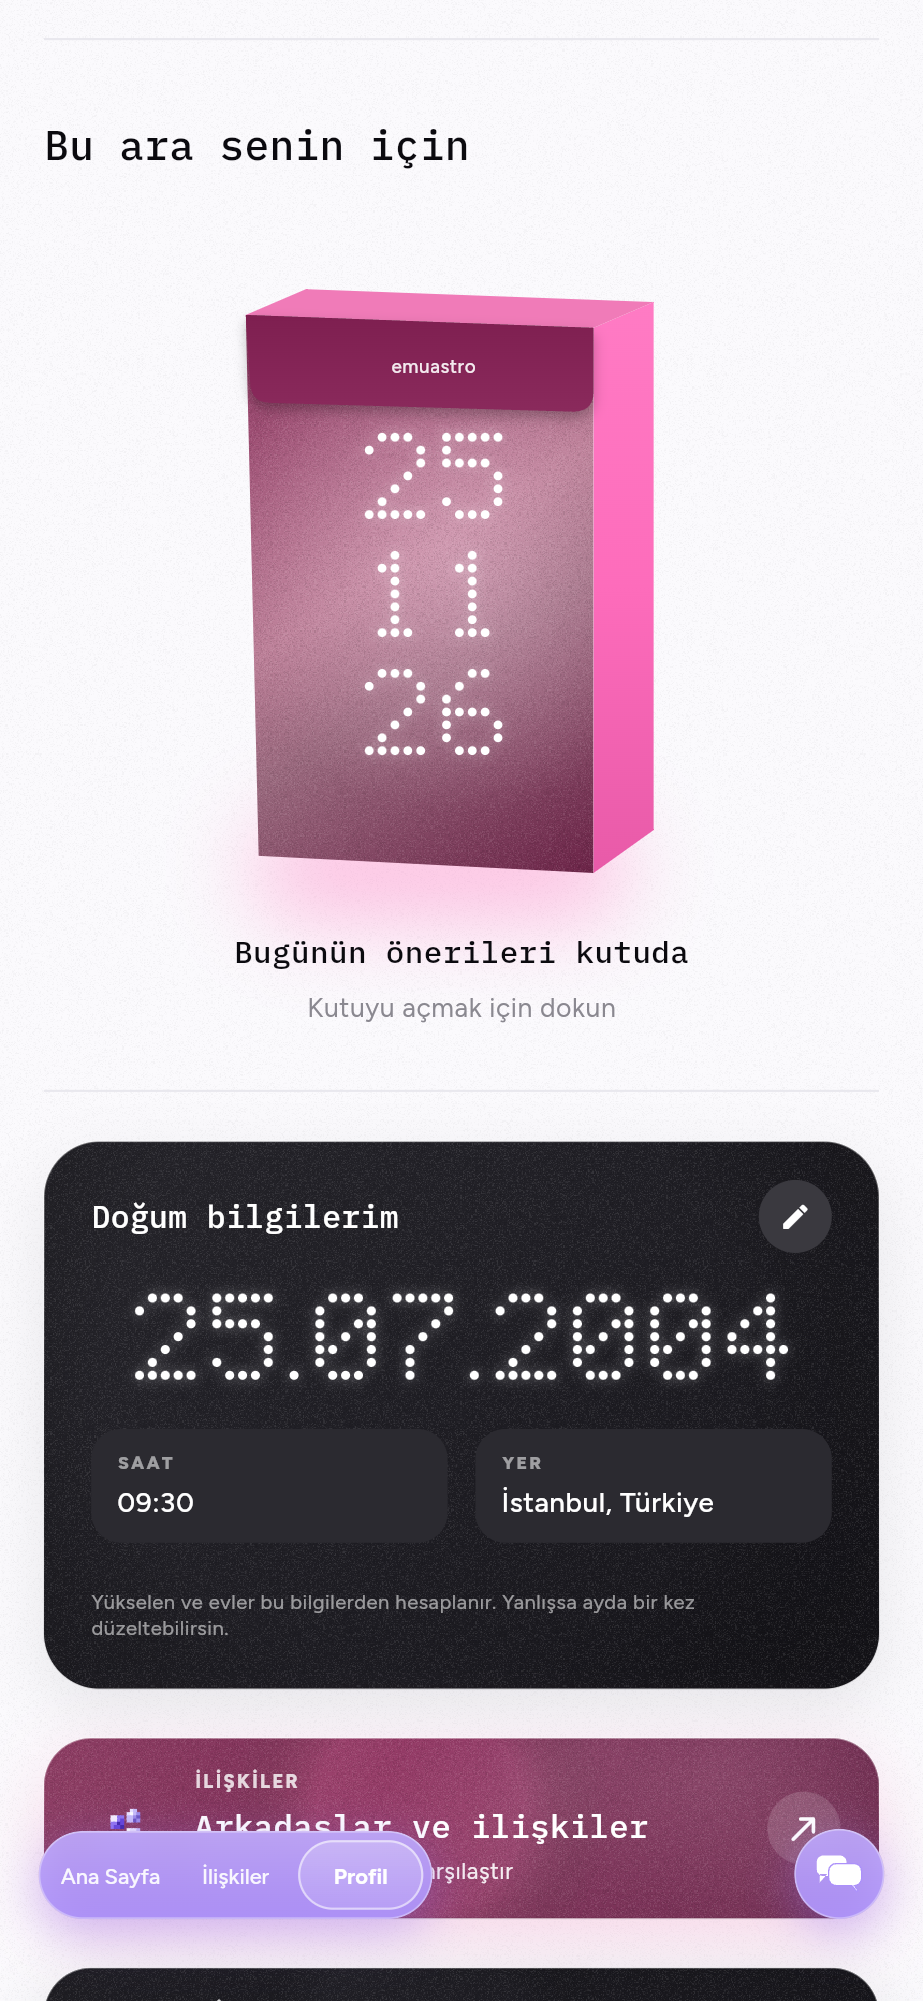 Bu ara senin için
emuastro
25
11
26
Bugünün önerileri kutuda
Kutuyu açmak için dokun
Doğum bilgilerim
25.07.2004
SAAT
09:30
YER
İstanbul, Türkiye
Yükselen ve evler bu bilgilerden hesaplanır. Yanlışsa ayda bir kez
düzeltebilirsin.
İLİŞKİLER
Arkadaşlar ve ilişkiler
Ana Sayfa
İlişkiler
Profil